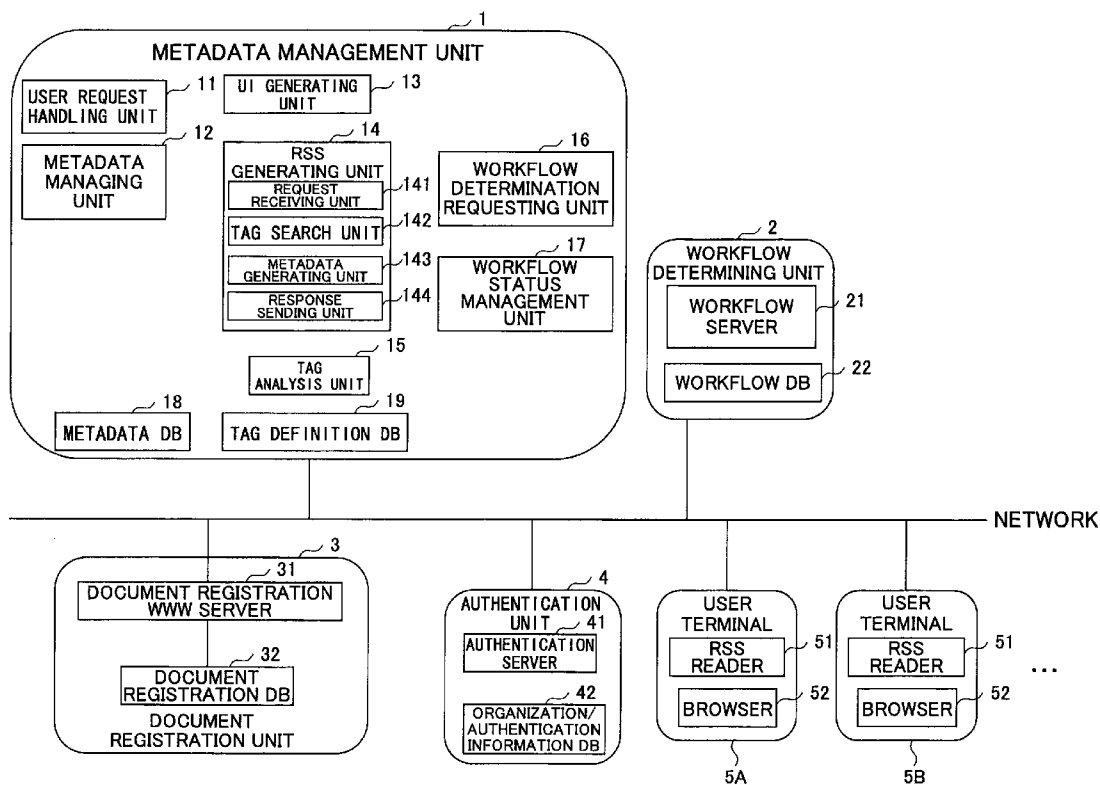 1
METADATA MANAGEMENT UNIT
11
USER REQUEST
HANDLING UNIT
13
UI GENERATING
UNIT
12
METADATA
MANAGING
UNIT
14
RSS
GENERATING UNIT
141
REQUEST
RECEIVING UNIT
142
TAG SEARCH UNIT
143
METADATA
GENERATING UNIT
144
RESPONSE
SENDING UNIT
16
WORKFLOW
DETERMINATION
REQUESTING UNIT
17
WORKFLOW
STATUS
MANAGEMENT
UNIT
15
TAG
ANALYSIS UNIT
18
METADATA DB
19
TAG DEFINITION DB
2
WORKFLOW
DETERMINING UNIT
21
WORKFLOW
SERVER
22
WORKFLOW DB
NETWORK
3
31
DOCUMENT REGISTRATION
WWW SERVER
32
DOCUMENT
REGISTRATION DB
DOCUMENT
REGISTRATION UNIT
4
AUTHENTICATION
UNIT
41
AUTHENTICATION
SERVER
42
ORGANIZATION/
AUTHENTICATION
INFORMATION DB
USER
TERMINAL
51
RSS
READER
52
BROWSER
5A
USER
TERMINAL
51
RSS
READER
52
BROWSER
5B
...